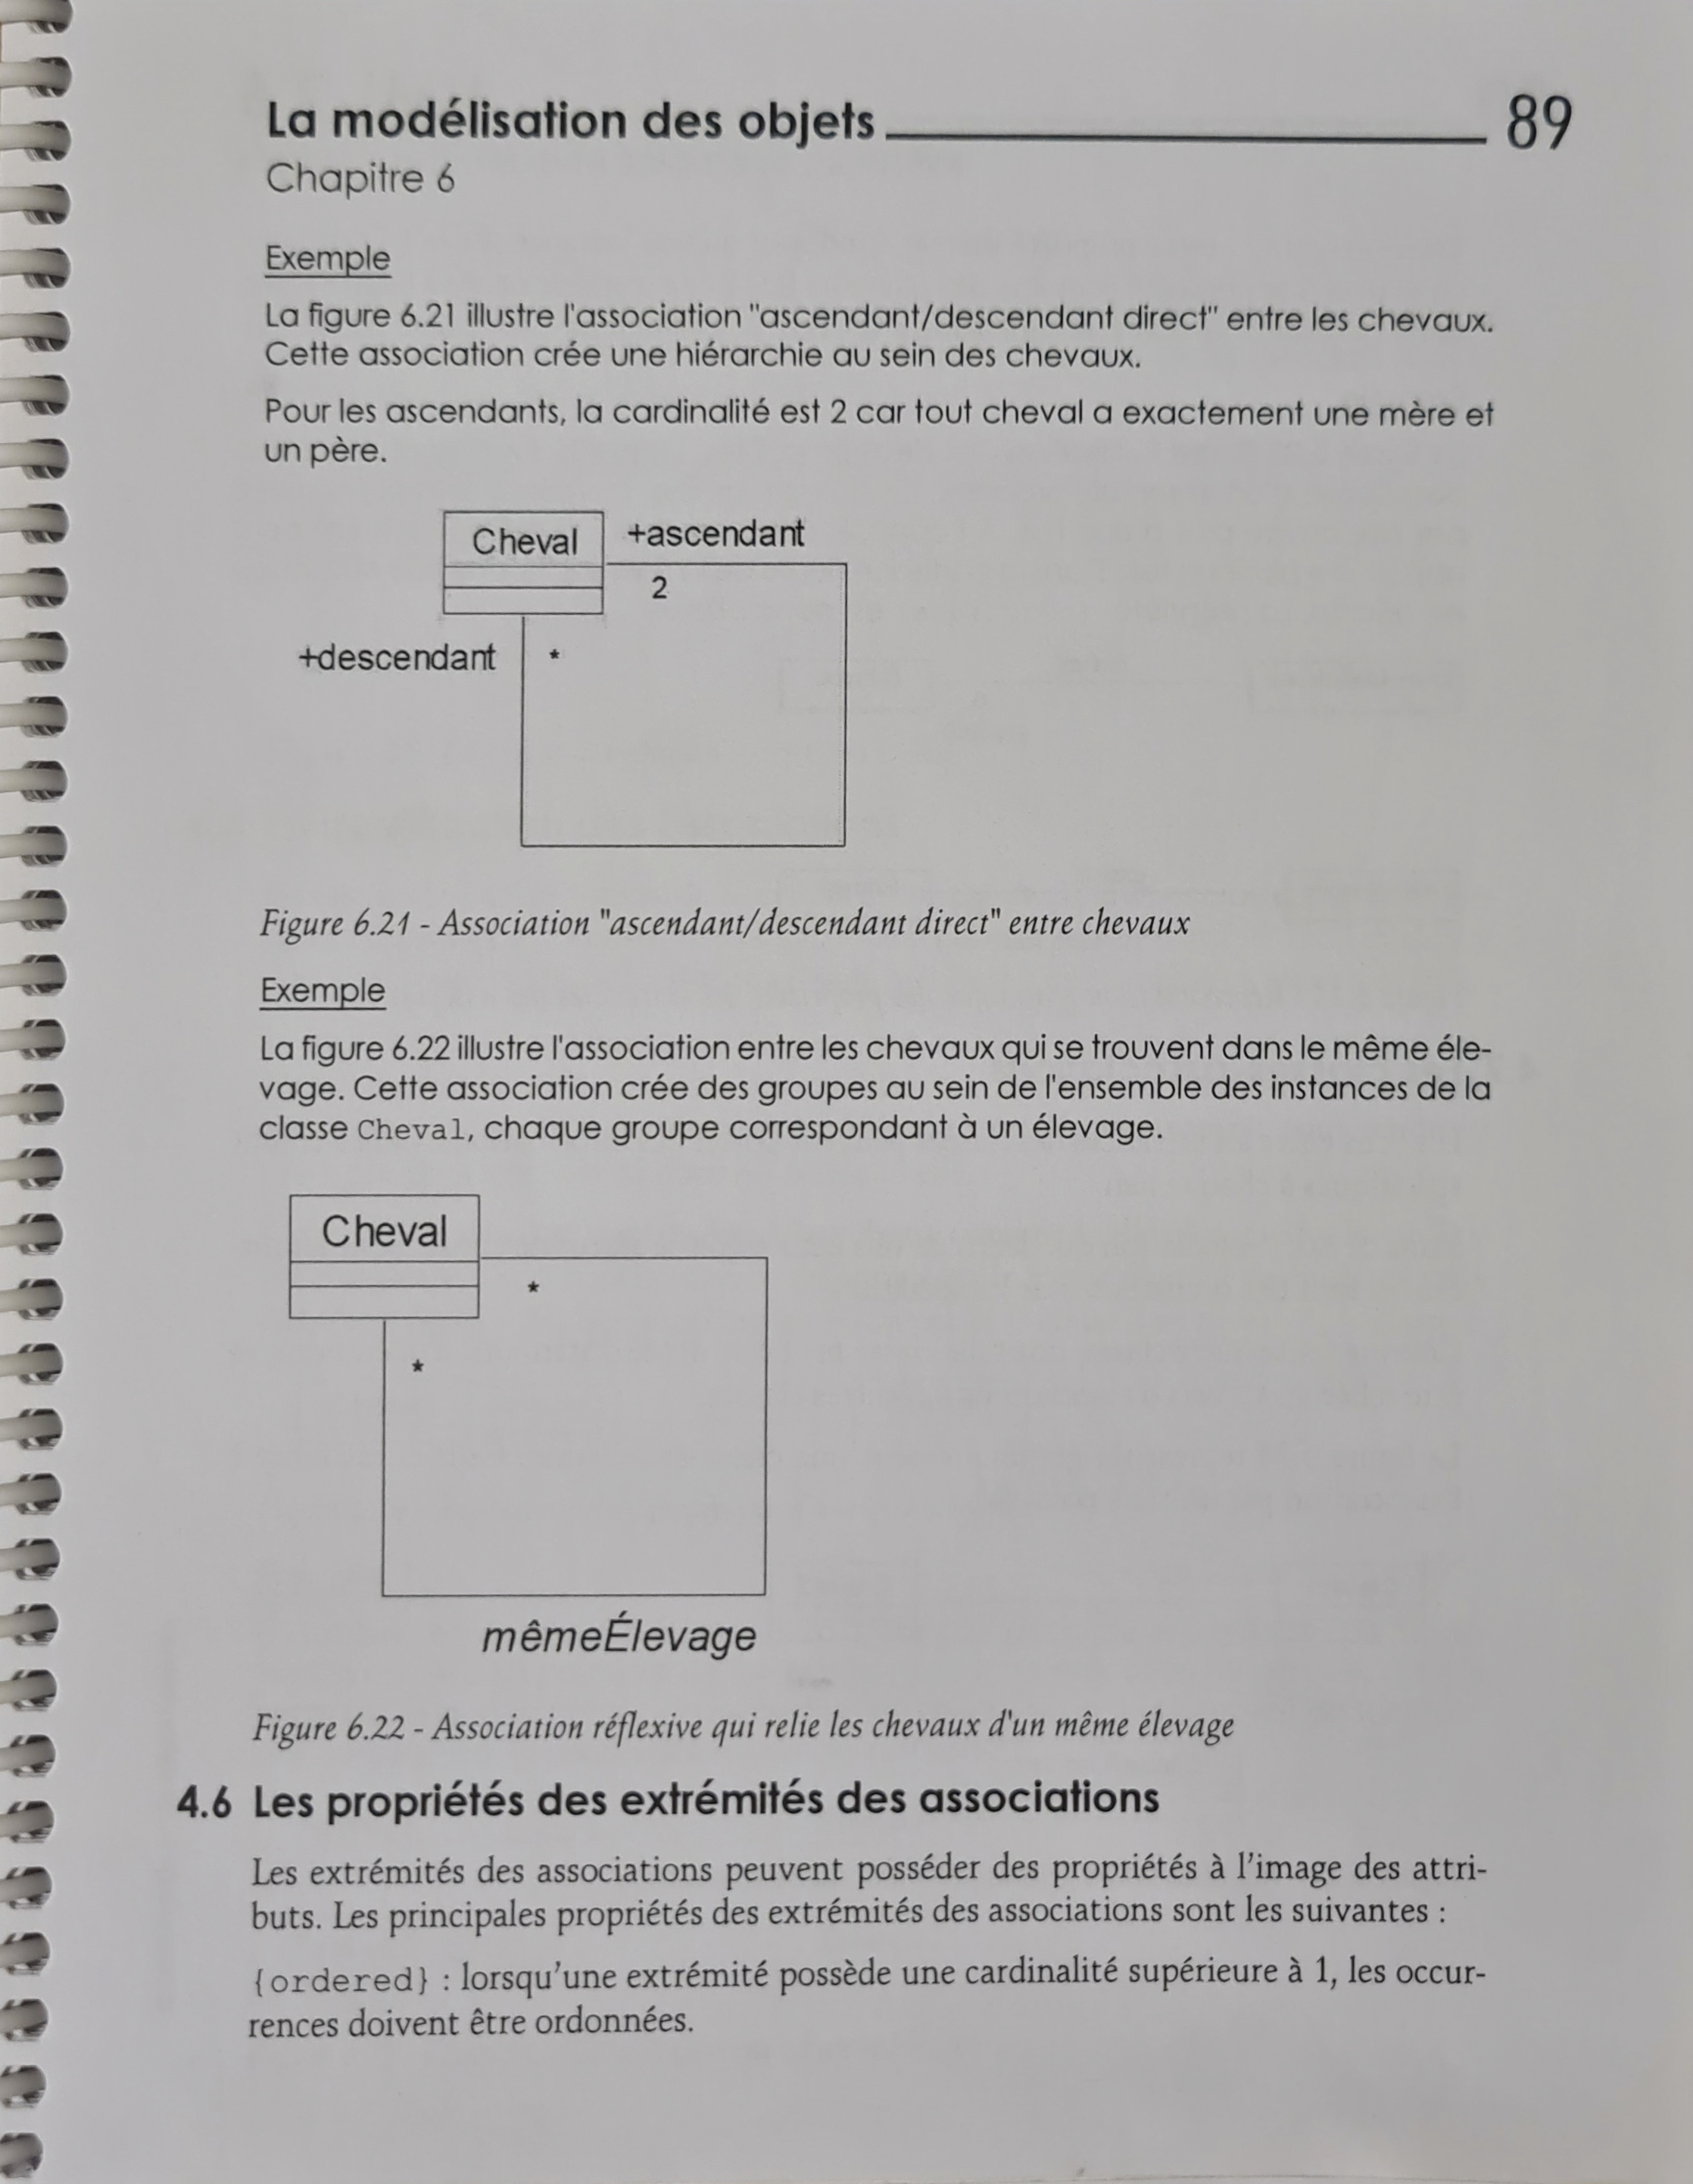 La modélisation des objets 89
Chapitre 6
Exemple
La figure 6.21 illustre l'association "ascendant/descendant direct" entre les chevaux.
Cette association crée une hiérarchie au sein des chevaux.
Pour les ascendants, la cardinalité est 2 car tout cheval a exactement une mère et
un père.
Cheval +ascendant
2
+descendant *
Figure 6.21 - Association "ascendant/descendant direct" entre chevaux
Exemple
La figure 6.22 illustre l'association entre les chevaux qui se trouvent dans le même éle-
vage. Cette association crée des groupes au sein de l'ensemble des instances de la
classe Cheval, chaque groupe correspondant à un élevage.
Cheval
*
*
mêmeÉlevage
Figure 6.22 - Association réflexive qui relie les chevaux d'un même élevage
4.6 Les propriétés des extrémités des associations
Les extrémités des associations peuvent posséder des propriétés à l'image des attri-
buts. Les principales propriétés des extrémités des associations sont les suivantes :
{ordered} : lorsqu'une extrémité possède une cardinalité supérieure à 1, les occur-
rences doivent être ordonnées.